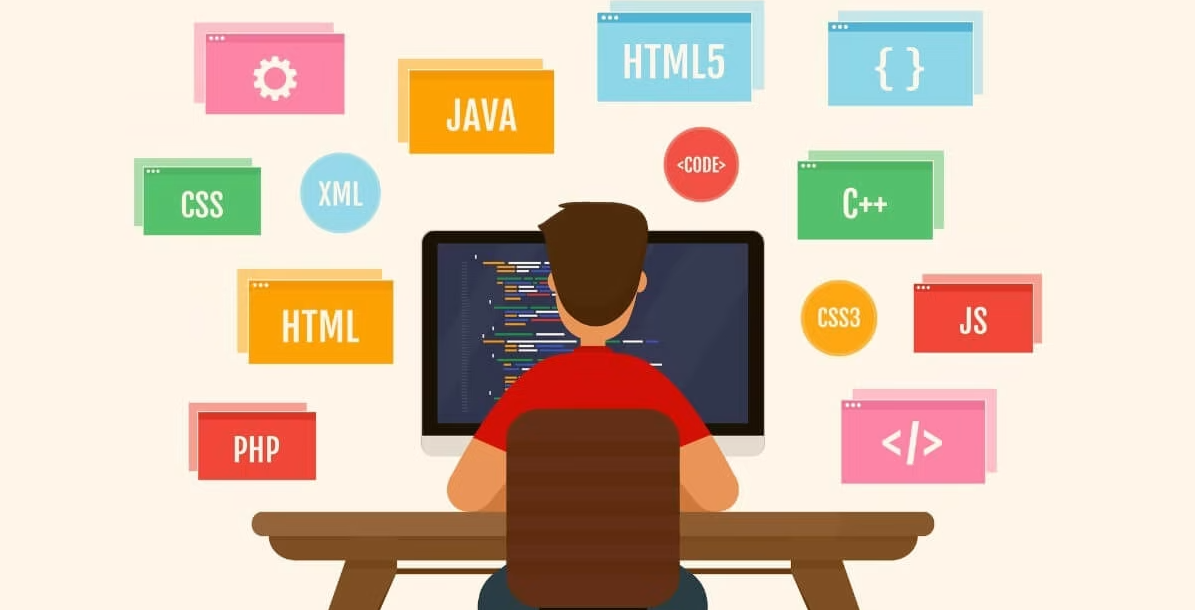 HTML5
{ }
JAVA
<CODE>
CSS
XML
C++
HTML
CSS3
JS
PHP
</>